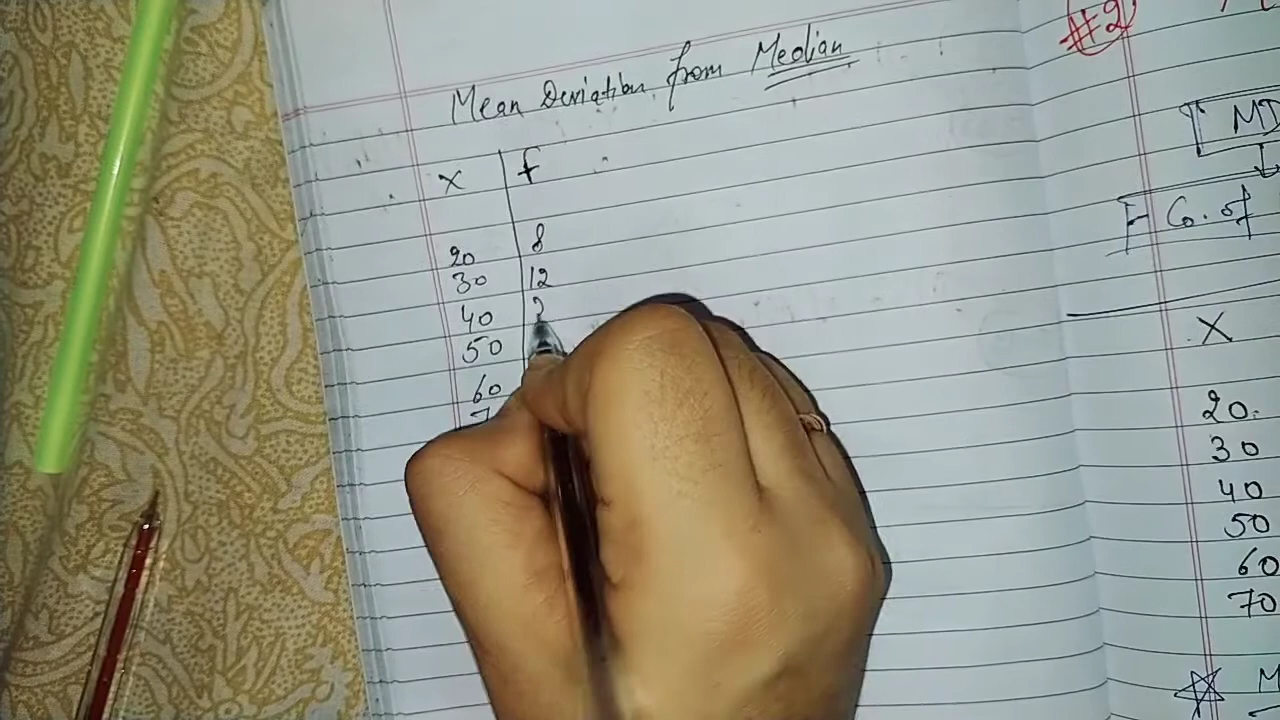 Mean Deviation from Median
x f
20 8
30 12
40
50
60
#2
MD
Co. of
X
20
30
40
50
60
70
M